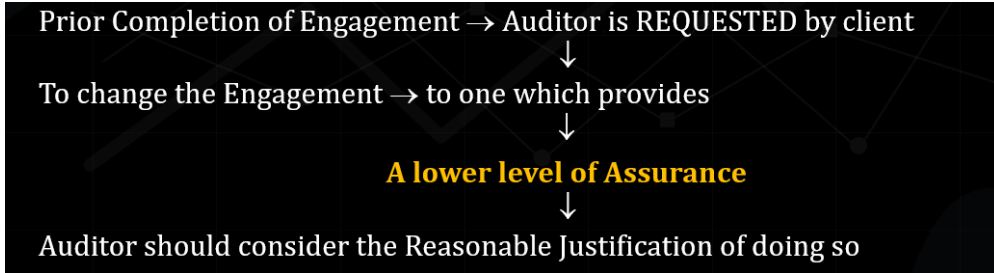 Prior Completion of Engagement → Auditor is REQUESTED by client
↓
To change the Engagement → to one which provides
↓
A lower level of Assurance
↓
Auditor should consider the Reasonable Justification of doing so